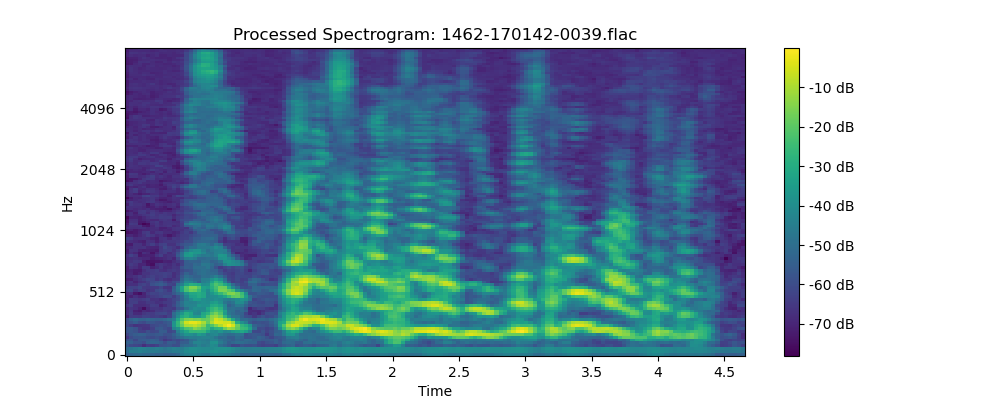 Processed Spectrogram: 1462-170142-0039.flac
4096
2048
1024
512
0
Hz
0 0.5 1 1.5 2 2.5 3 3.5 4 4.5
Time
-10 dB
-20 dB
-30 dB
-40 dB
-50 dB
-60 dB
-70 dB